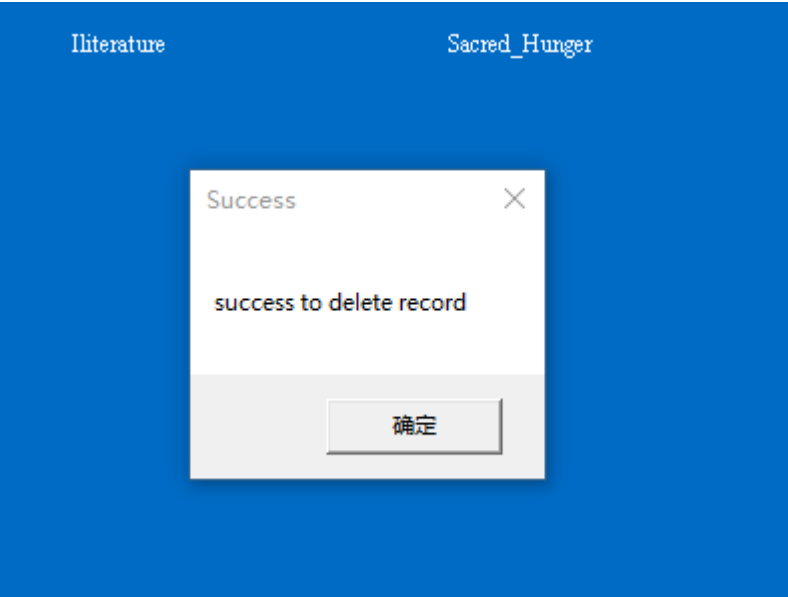 Iliterature Sacred_Hunger
Success
success to delete record
确定